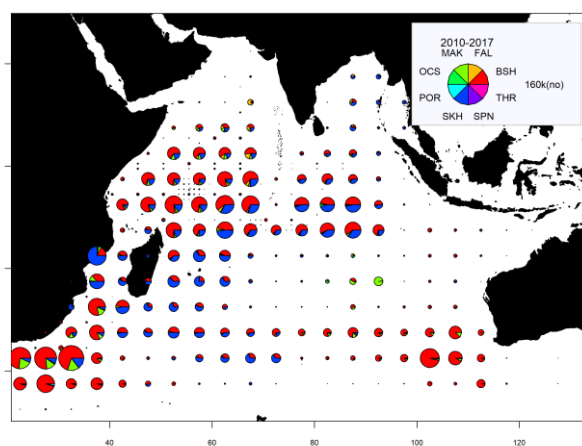 2010-2017
MAK FAL
OCS BSH
160k(no)
POR THR
SKH SPN
40 60 80 100 120